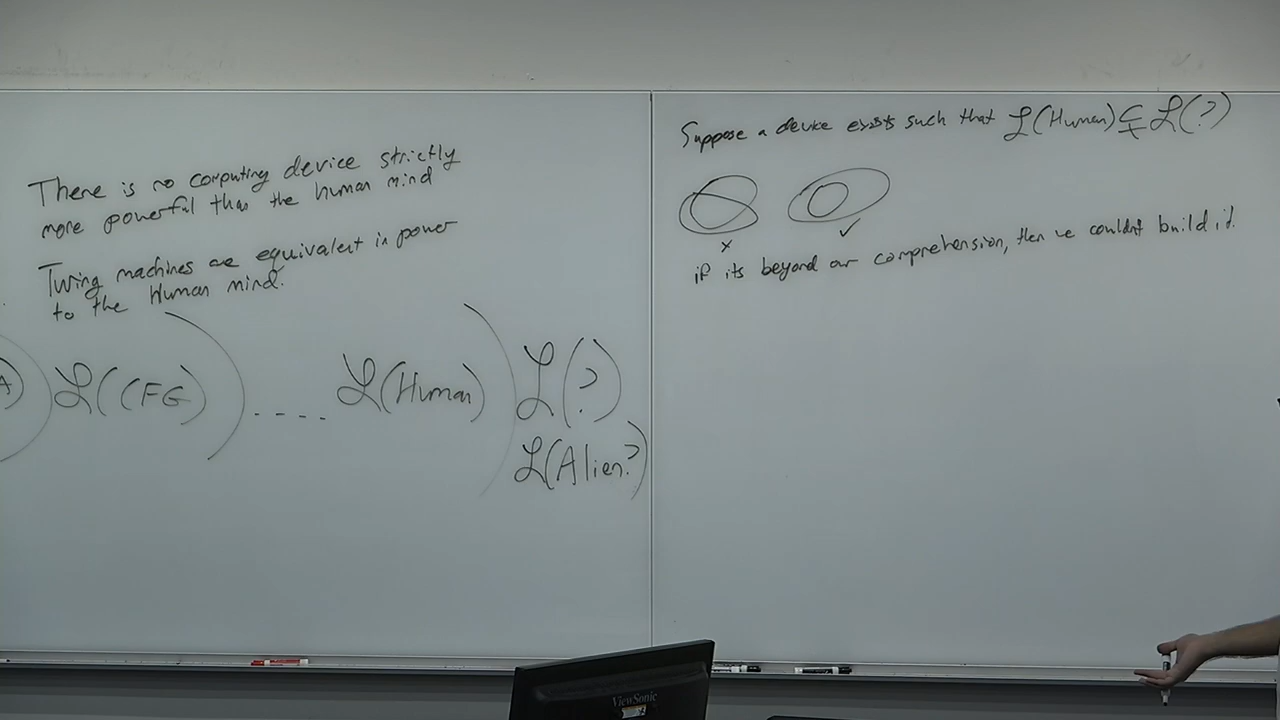 There is no computing device strictly
more powerful than the human mind
Turing machines are equivalent in power
to the Human mind.
A) ℒ(CFG) .... ℒ(Human) ℒ(?)
ℒ(Alien?)
Suppose a device exists such that ℒ(Human) ⊊ ℒ(?)
x ✓
if its beyond our comprehension, then we couldnt build it.
ViewSonic